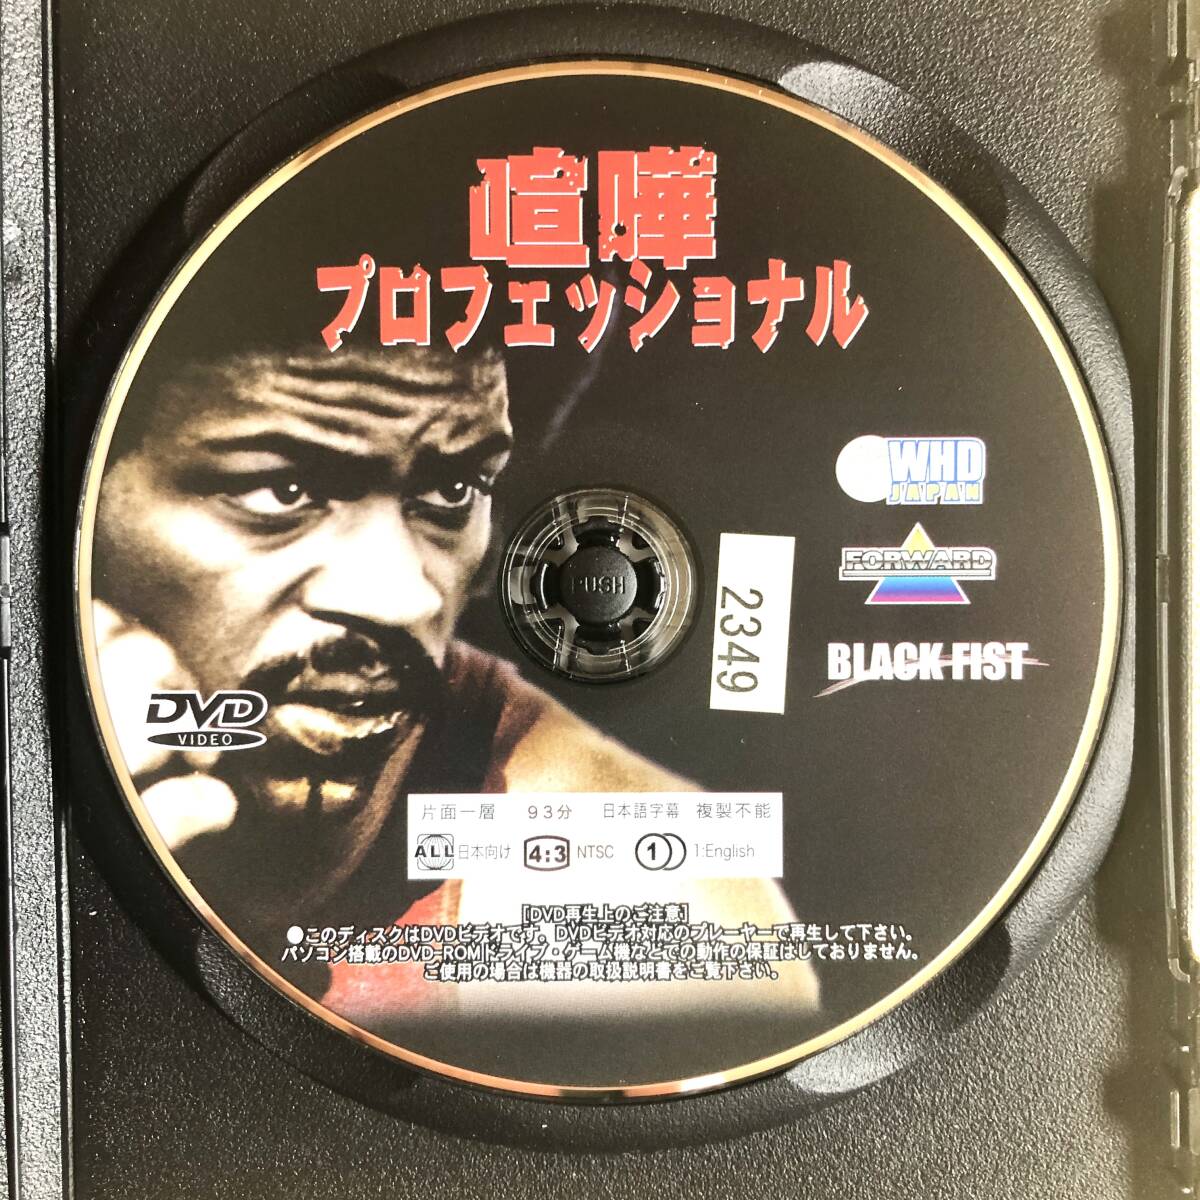 喧嘩
プロフェッショナル
WHD
JAPAN
FORWARD
BLACK FIST
PUSH
2349
DVD
VIDEO
片面一層 93分 日本語字幕 複製不能
ALL 日本向け 4:3 NTSC 1 1:English
[DVD再生上のご注意]
●このディスクはDVDビデオです。DVDビデオ対応のプレーヤーで再生して下さい。
パソコン搭載のDVD-ROMドライブ・ゲーム機などでの動作の保証はしておりません。
ご使用の場合は機器の取扱説明書をご覧下さい。